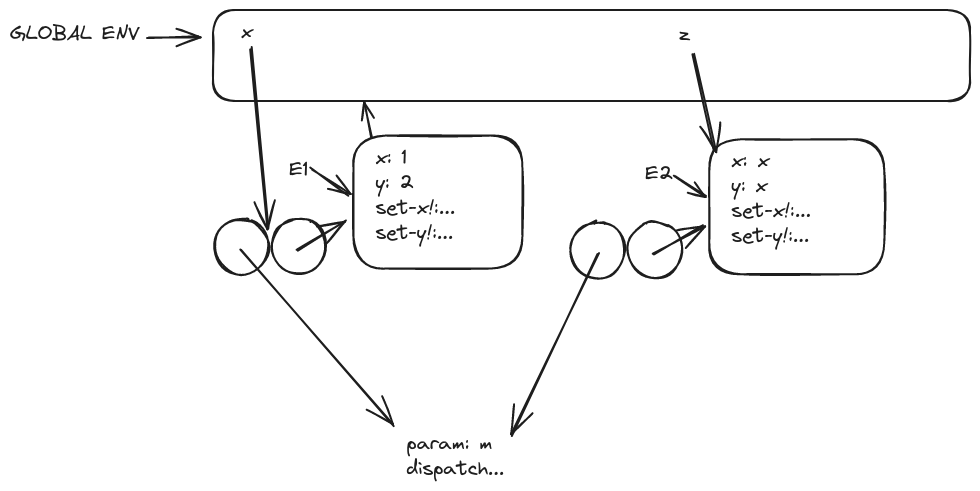 GLOBAL ENV
x
z
E1
x: 1
y: 2
set-x!:...
set-y!:...
E2
x: x
y: x
set-x!:...
set-y!:...
param: m
dispatch...